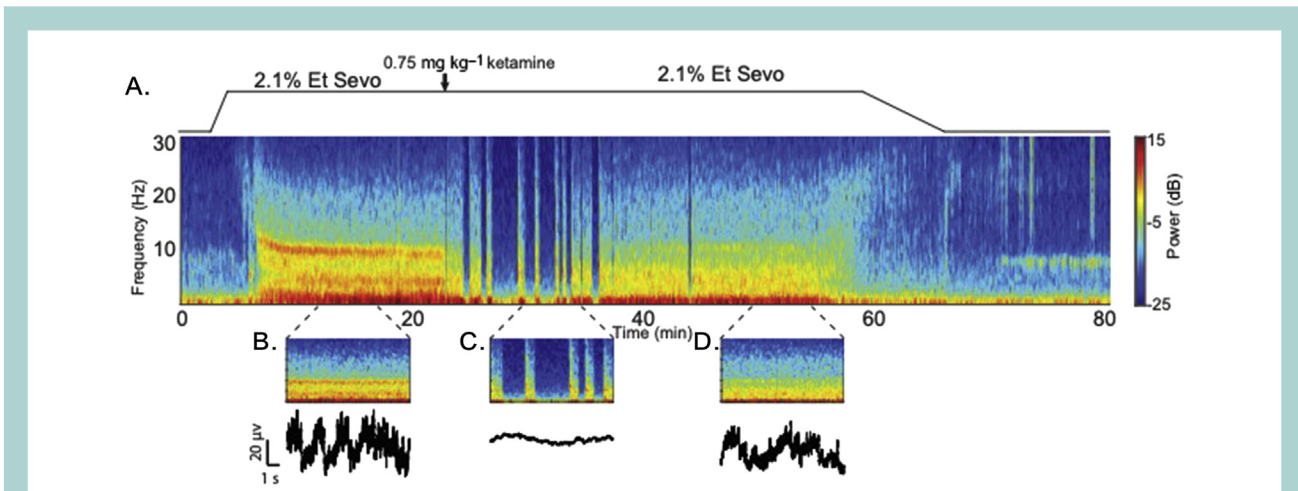 0.75 mg kg–1 ketamine
A.
2.1% Et Sevo
2.1% Et Sevo
30
20
10
Frequency (Hz)
15
-5
-25
Power (dB)
0
20
40
60
80
Time (min)
B.
C.
D.
20 µv
1 s